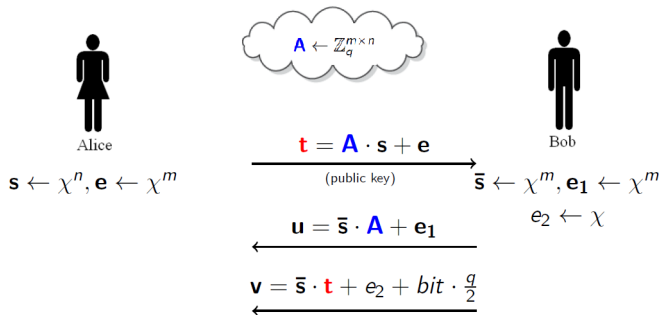 A ← ℤ_q^{m×n}
Alice
Bob
t = A · s + e
(public key)
s ← χ^n, e ← χ^m
s̄ ← χ^m, e₁ ← χ^m
e₂ ← χ
u = s̄ · A + e₁
v = s̄ · t + e₂ + bit · q/2